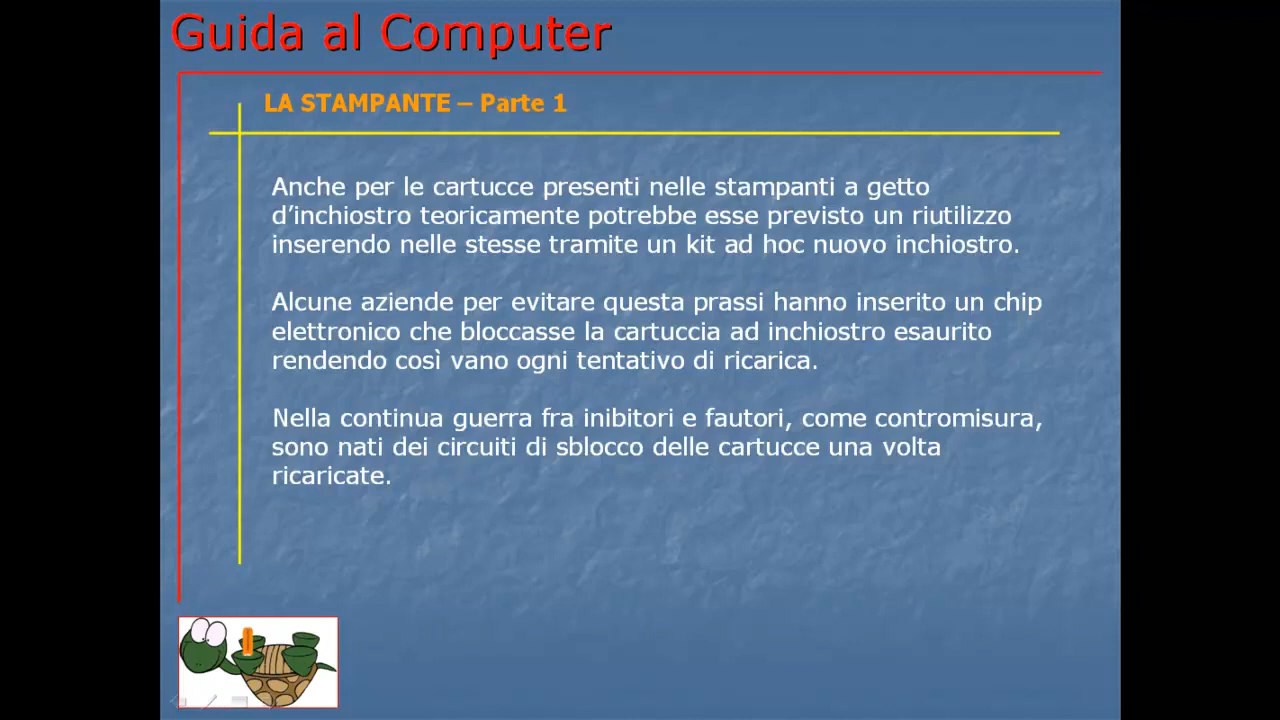 Guida al Computer
LA STAMPANTE – Parte 1
Anche per le cartucce presenti nelle stampanti a getto
d’inchiostro teoricamente potrebbe esse previsto un riutilizzo
inserendo nelle stesse tramite un kit ad hoc nuovo inchiostro.
Alcune aziende per evitare questa prassi hanno inserito un chip
elettronico che bloccasse la cartuccia ad inchiostro esaurito
rendendo così vano ogni tentativo di ricarica.
Nella continua guerra fra inibitori e fautori, come contromisura,
sono nati dei circuiti di sblocco delle cartucce una volta
ricaricate.